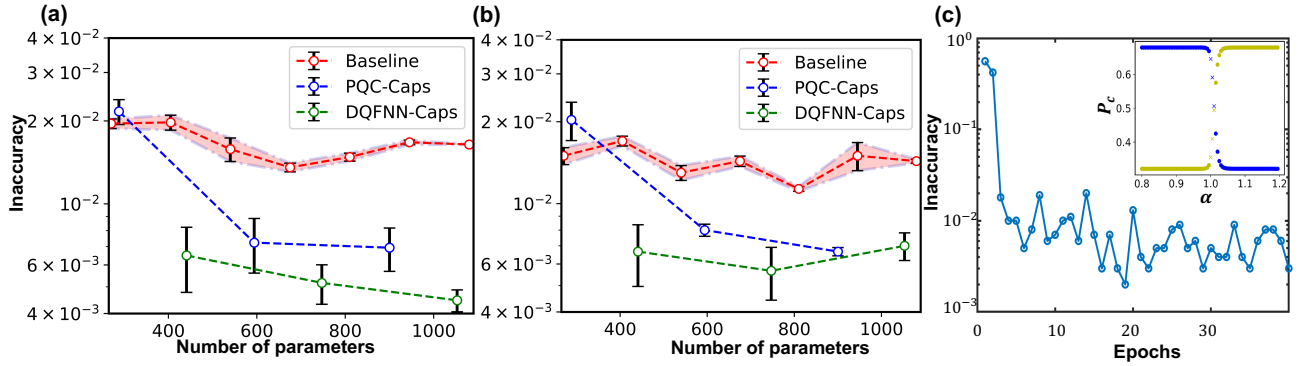 (a)
4 × 10⁻²
3 × 10⁻²
2 × 10⁻²
10⁻²
6 × 10⁻³
4 × 10⁻³
Inaccuracy
Baseline
PQC-Caps
DQFNN-Caps
400 600 800 1000
Number of parameters
(b)
4 × 10⁻²
3 × 10⁻²
2 × 10⁻²
10⁻²
6 × 10⁻³
4 × 10⁻³
Baseline
PQC-Caps
DQFNN-Caps
400 600 800 1000
Number of parameters
(c)
10⁰
10⁻¹
10⁻²
10⁻³
Inaccuracy
0.6
0.5
0.4
P_c
0.8 0.9 1.0 1.1 1.2
α
0 10 20 30
Epochs